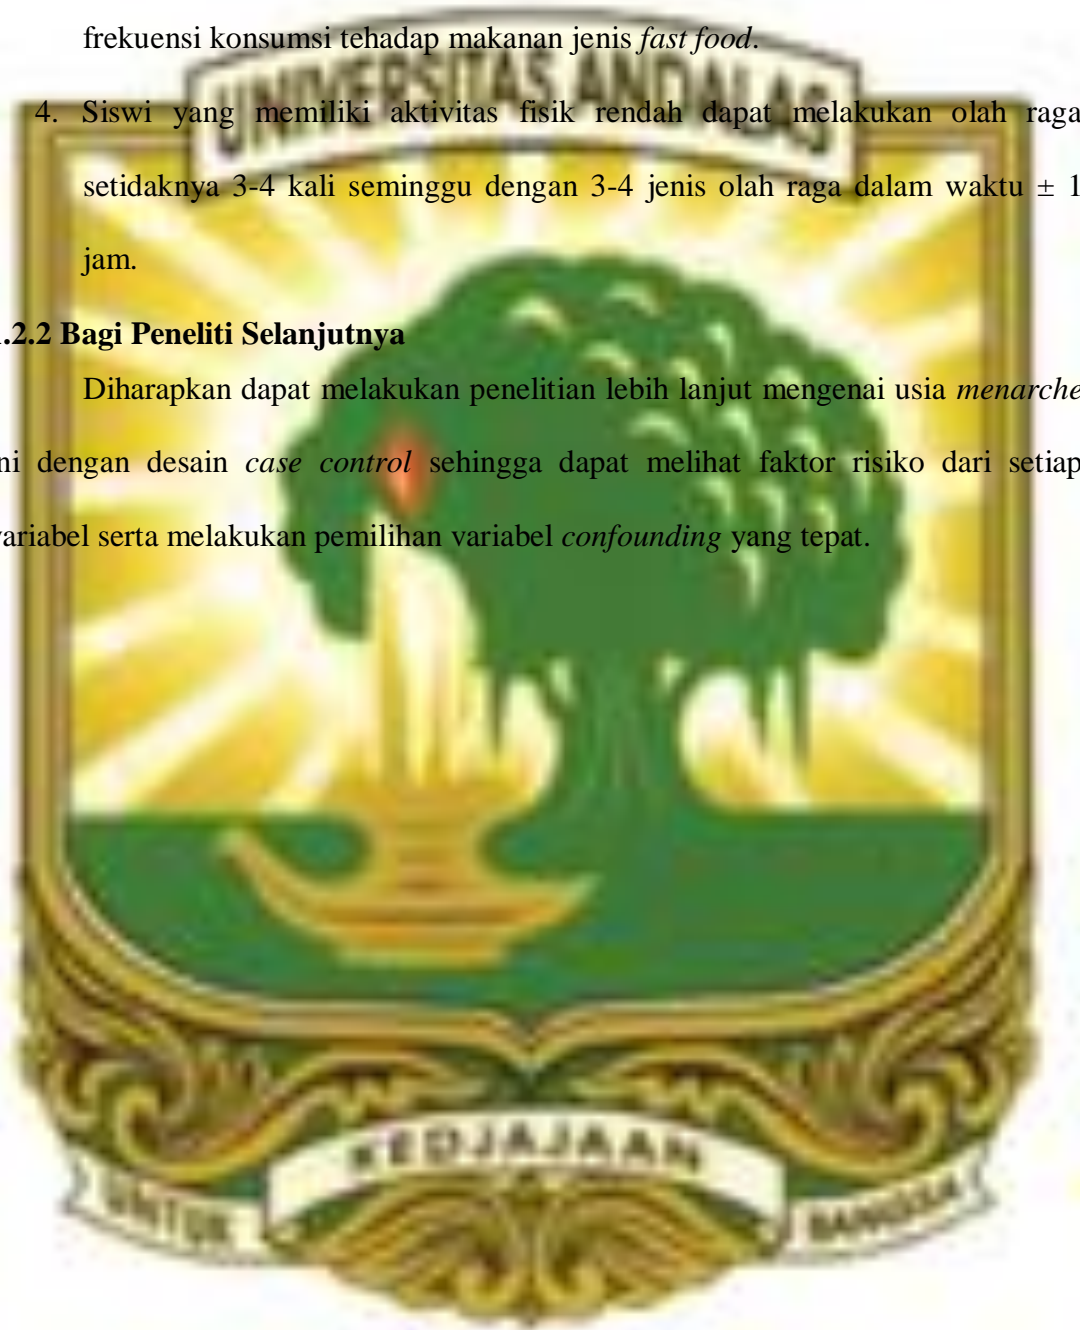 frekuensi konsumsi tehadap makanan jenis fast food.
UNIVERSITAS ANDALAS
4. Siswi yang memiliki aktivitas fisik rendah dapat melakukan olah raga
setidaknya 3-4 kali seminggu dengan 3-4 jenis olah raga dalam waktu ± 1
jam.
.2.2 Bagi Peneliti Selanjutnya
Diharapkan dapat melakukan penelitian lebih lanjut mengenai usia menarche
ni dengan desain case control sehingga dapat melihat faktor risiko dari setiap
variabel serta melakukan pemilihan variabel confounding yang tepat.
KEDJAJAAN
UNTUK BANGSA